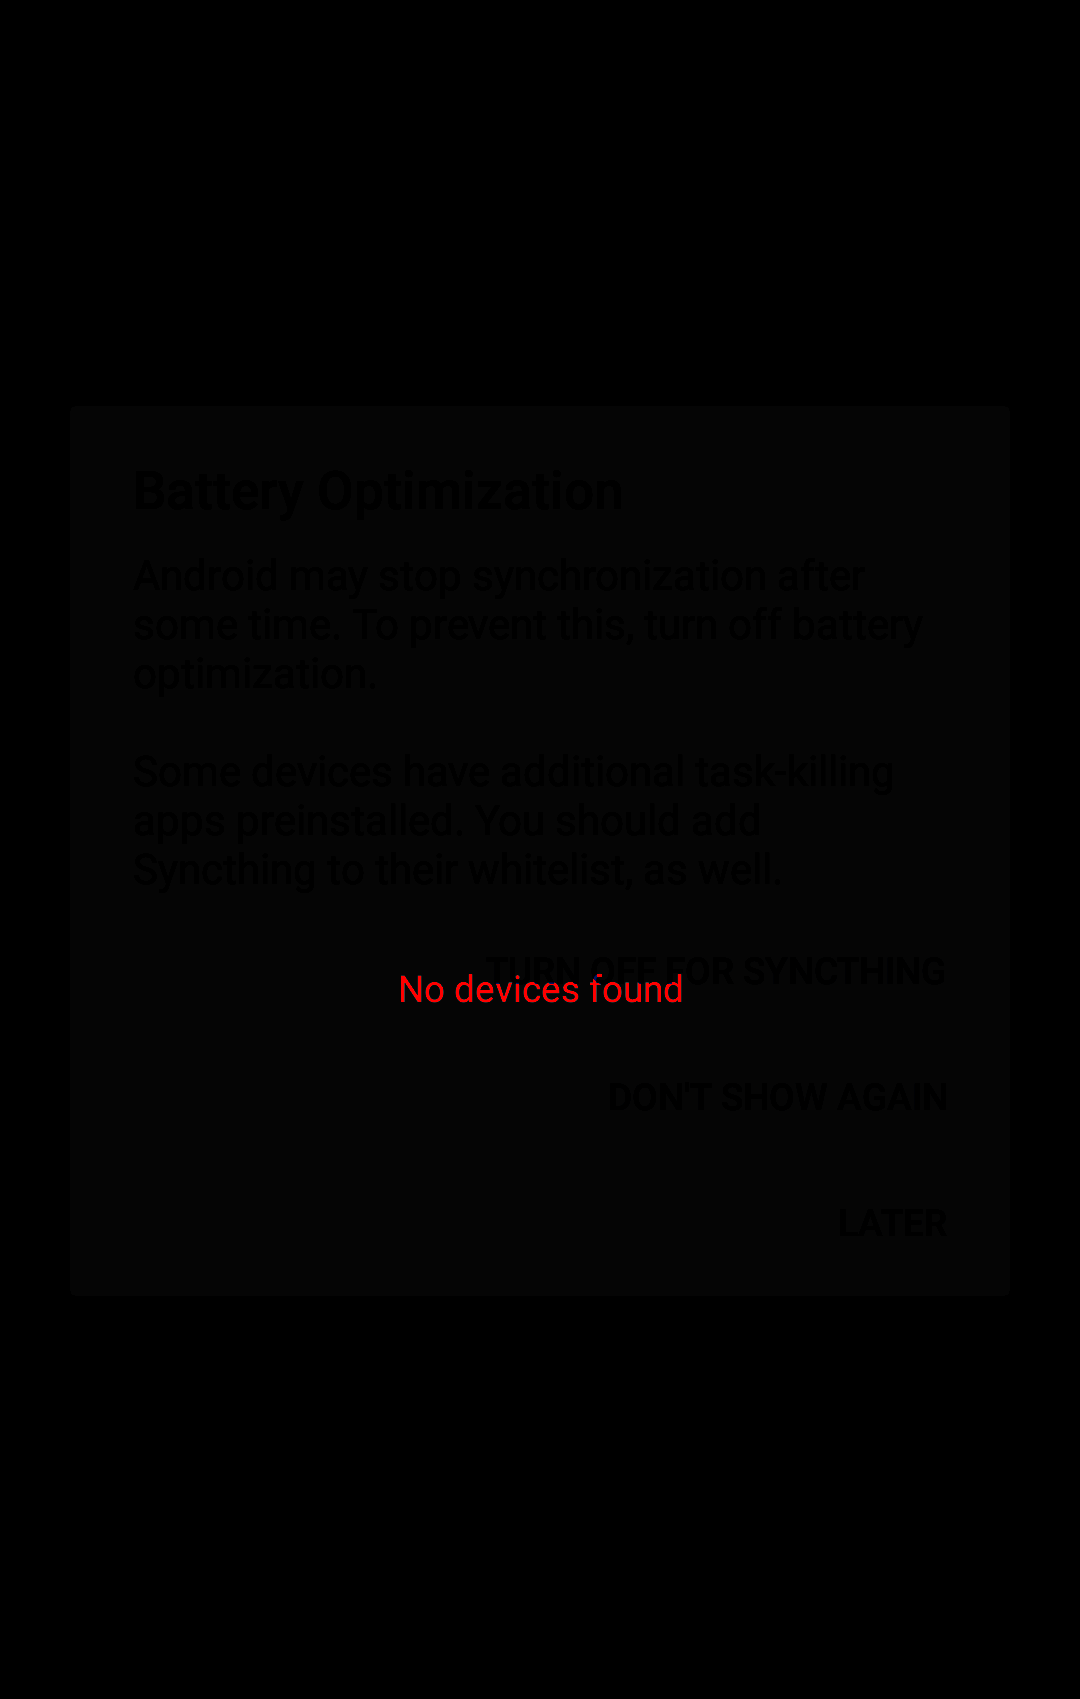 Battery Optimization
Android may stop synchronization after
some time. To prevent this, turn off battery
optimization.
Some devices have additional task-killing
apps preinstalled. You should add
Syncthing to their whitelist, as well.
TURN OFF FOR SYNCTHING
No devices found
DON'T SHOW AGAIN
LATER